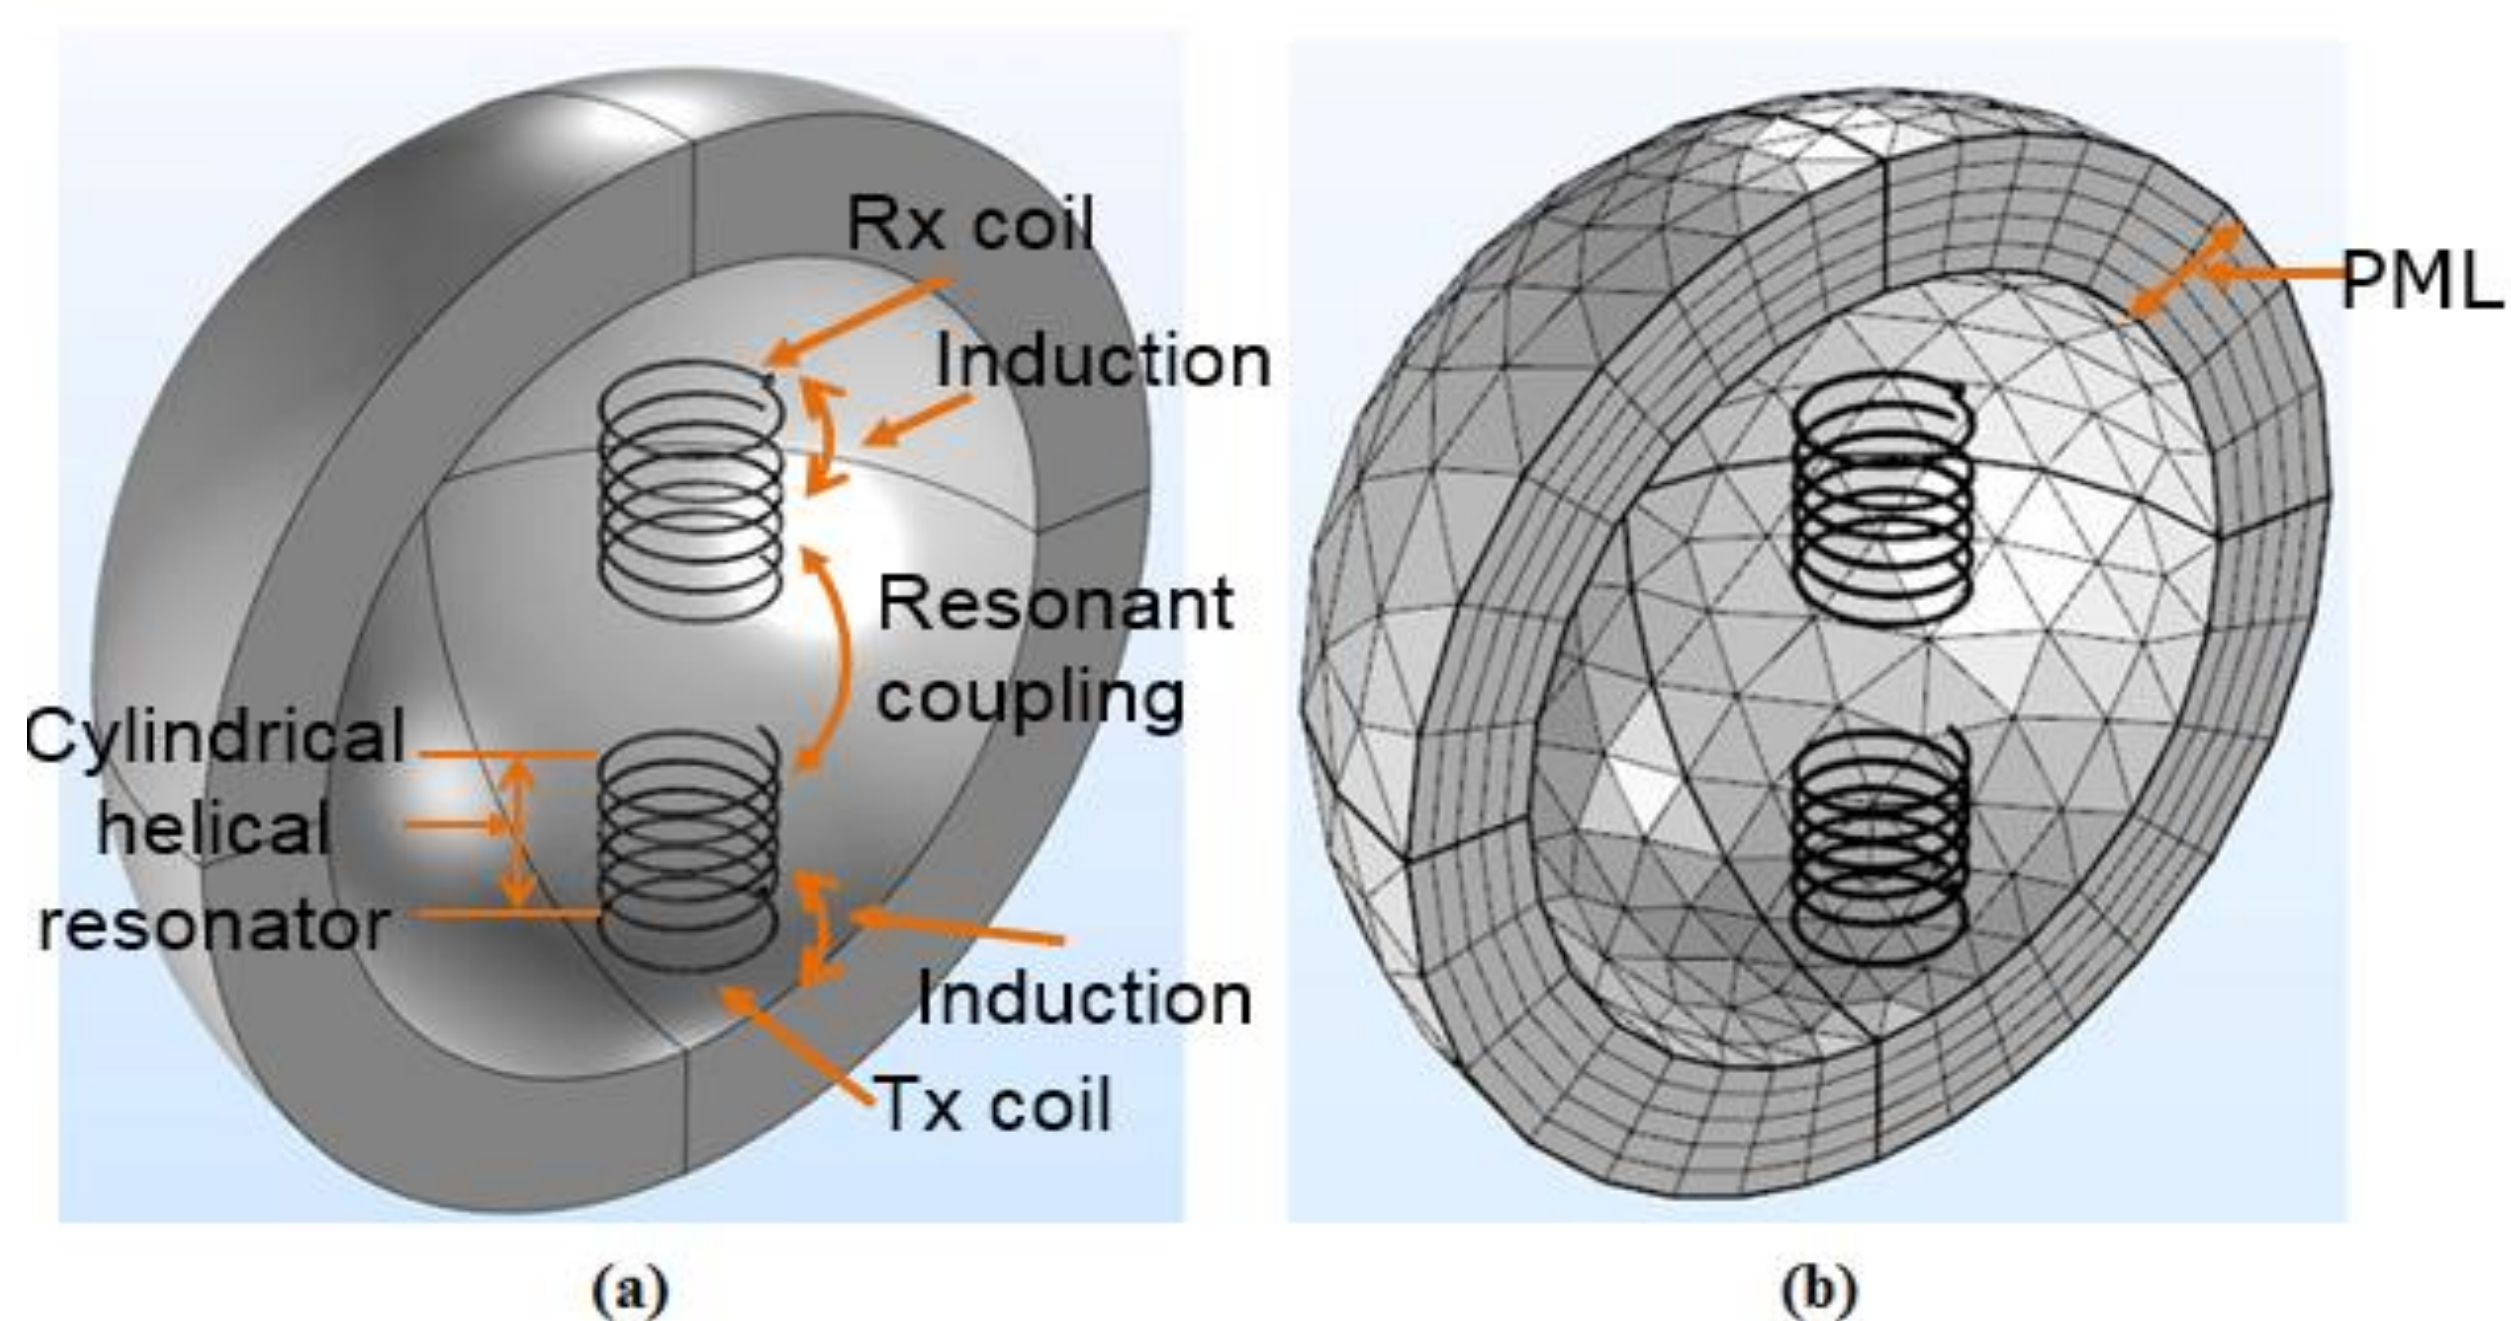 Rx coil
Induction
Resonant
coupling
Cylindrical
helical
resonator
Induction
Tx coil
(a)
PML
(b)